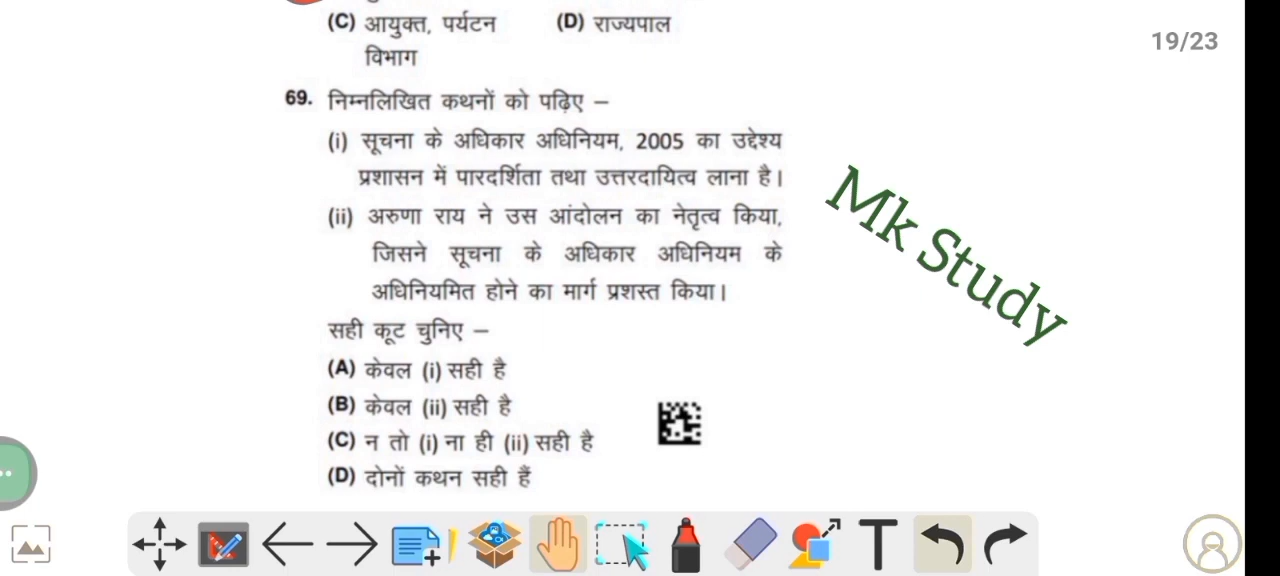 (C) आयुक्त, पर्यटन (D) राज्यपाल
विभाग
19/23
69. निम्नलिखित कथनों को पढ़िए –
(i) सूचना के अधिकार अधिनियम, 2005 का उद्देश्य
प्रशासन में पारदर्शिता तथा उत्तरदायित्व लाना है।
(ii) अरुणा राय ने उस आंदोलन का नेतृत्व किया,
जिसने सूचना के अधिकार अधिनियम के
अधिनियमित होने का मार्ग प्रशस्त किया।
Mk Study
सही कूट चुनिए –
(A) केवल (i) सही है
(B) केवल (ii) सही है
(C) न तो (i) ना ही (ii) सही है
(D) दोनों कथन सही हैं
T